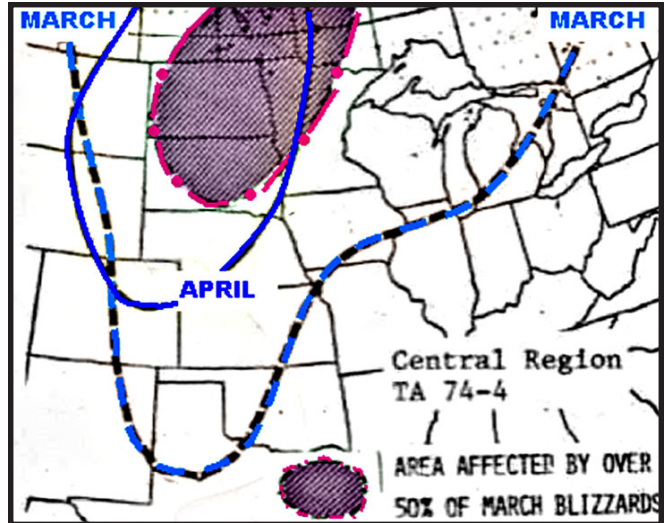 MARCH
MARCH
APRIL
Central Region
TA 74-4
AREA AFFECTED BY OVER
50% OF MARCH BLIZZARDS